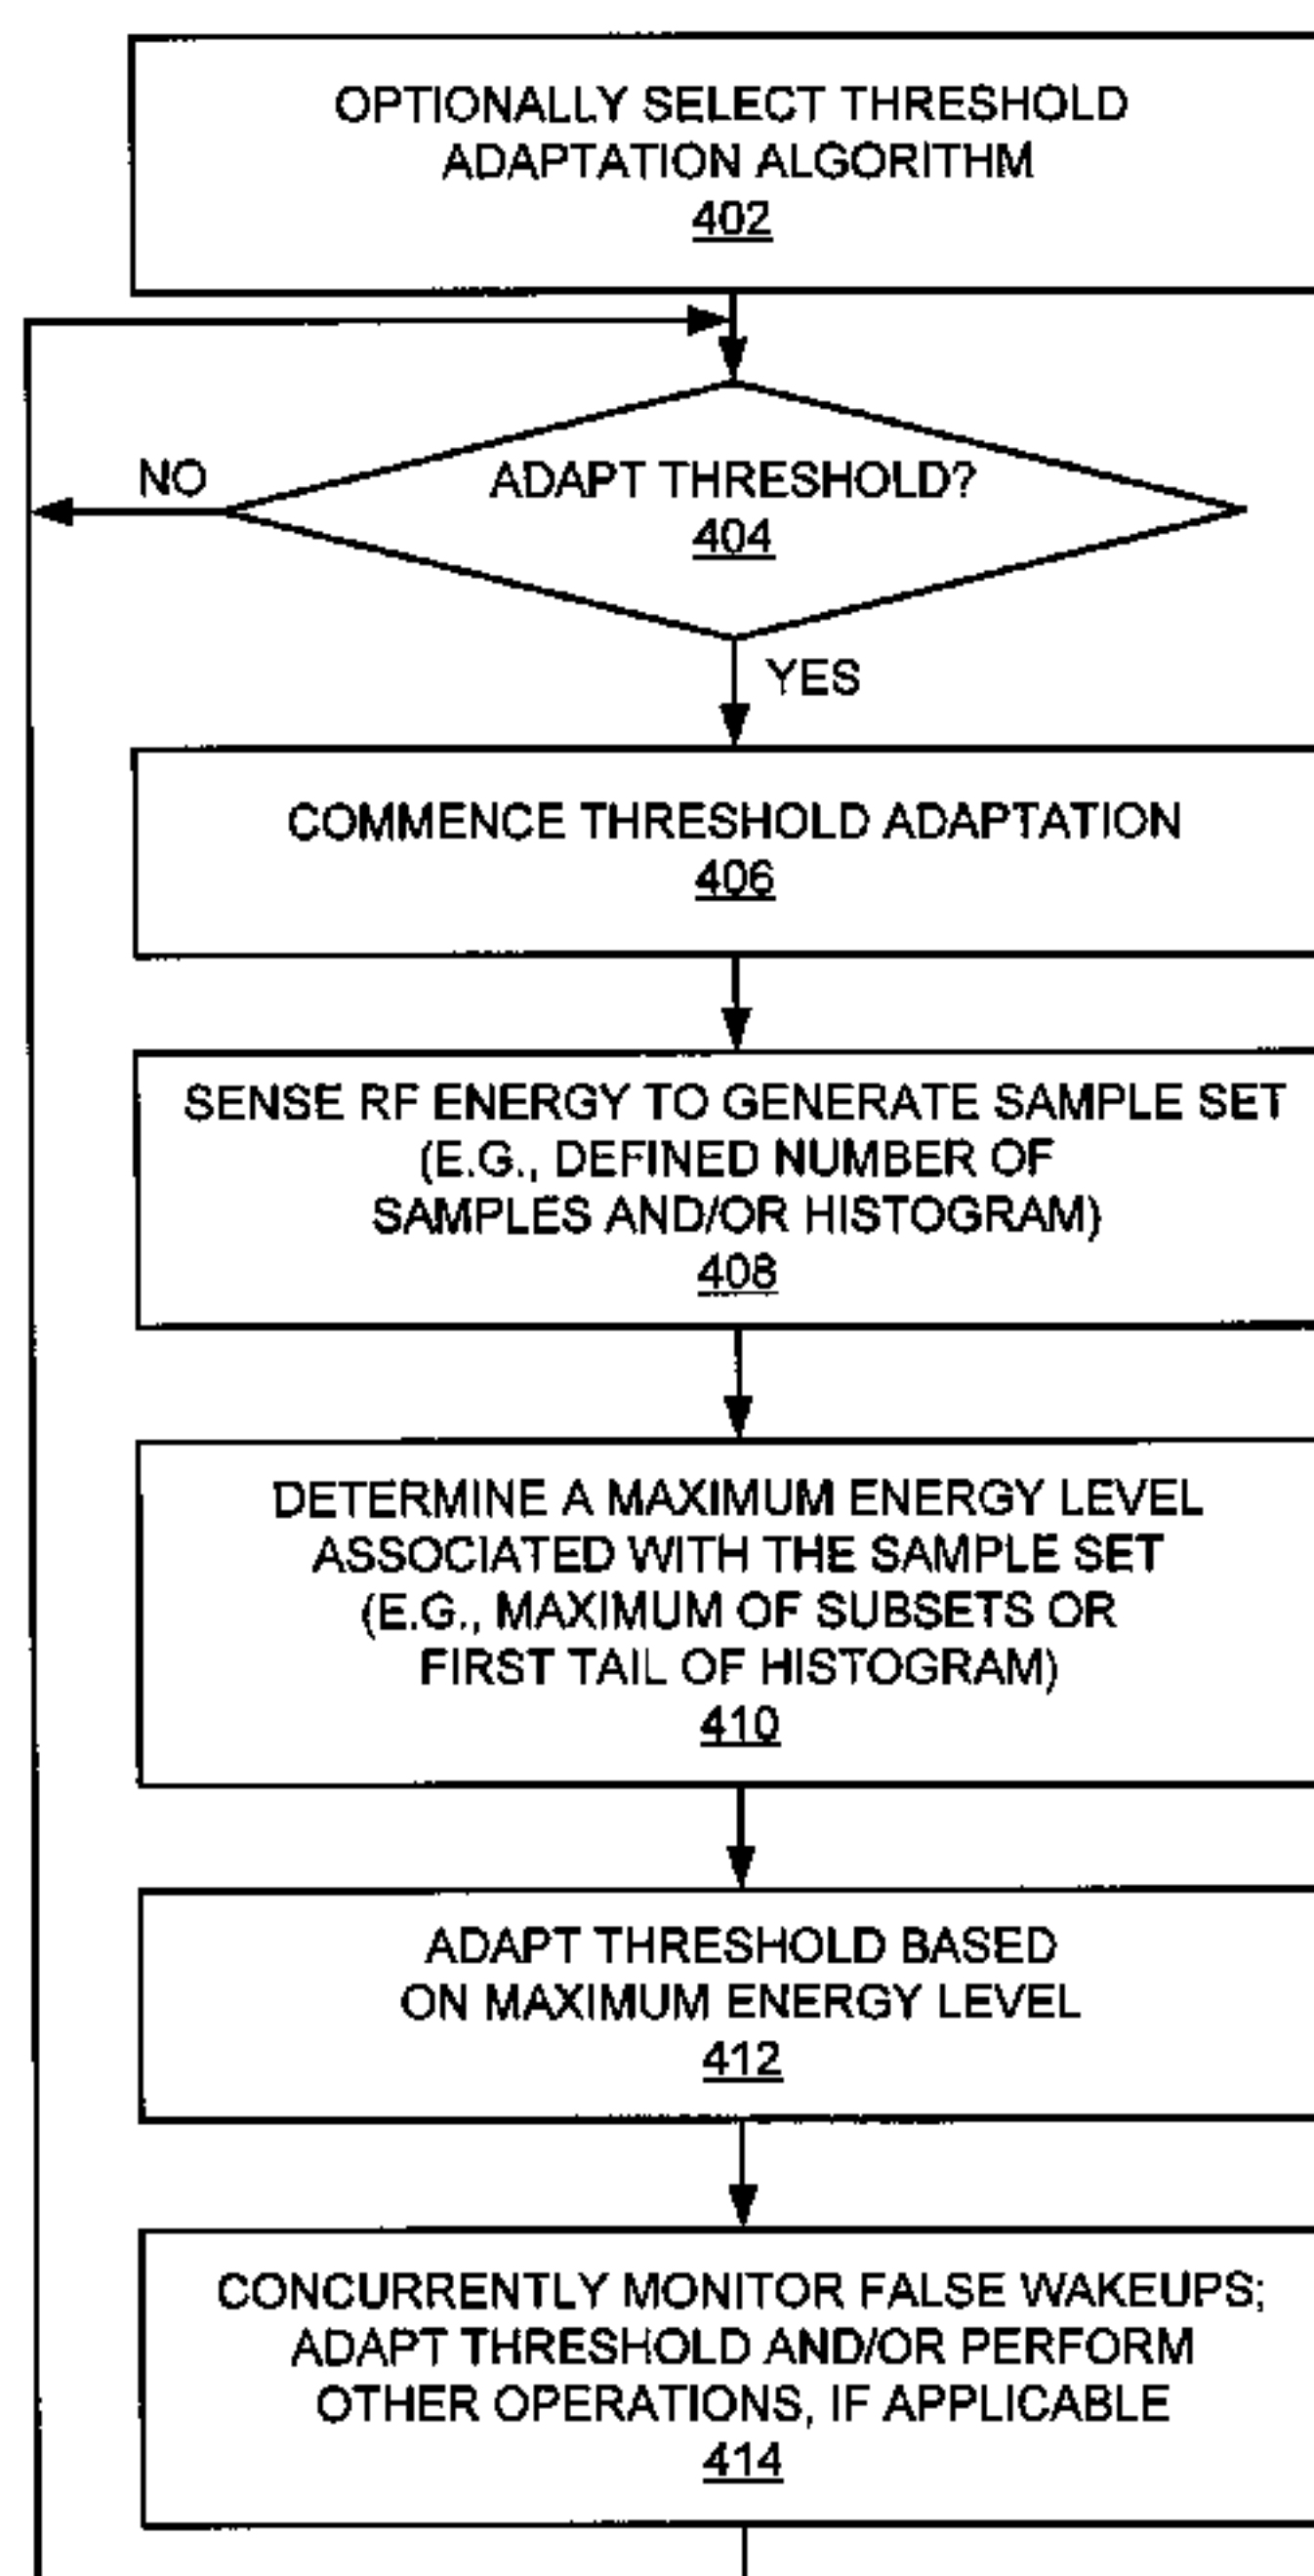 OPTIONALLY SELECT THRESHOLD
ADAPTATION ALGORITHM
402
ADAPT THRESHOLD?
404
NO
YES
COMMENCE THRESHOLD ADAPTATION
406
SENSE RF ENERGY TO GENERATE SAMPLE SET
(E.G., DEFINED NUMBER OF
SAMPLES AND/OR HISTOGRAM)
408
DETERMINE A MAXIMUM ENERGY LEVEL
ASSOCIATED WITH THE SAMPLE SET
(E.G., MAXIMUM OF SUBSETS OR
FIRST TAIL OF HISTOGRAM)
410
ADAPT THRESHOLD BASED
ON MAXIMUM ENERGY LEVEL
412
CONCURRENTLY MONITOR FALSE WAKEUPS;
ADAPT THRESHOLD AND/OR PERFORM
OTHER OPERATIONS, IF APPLICABLE
414